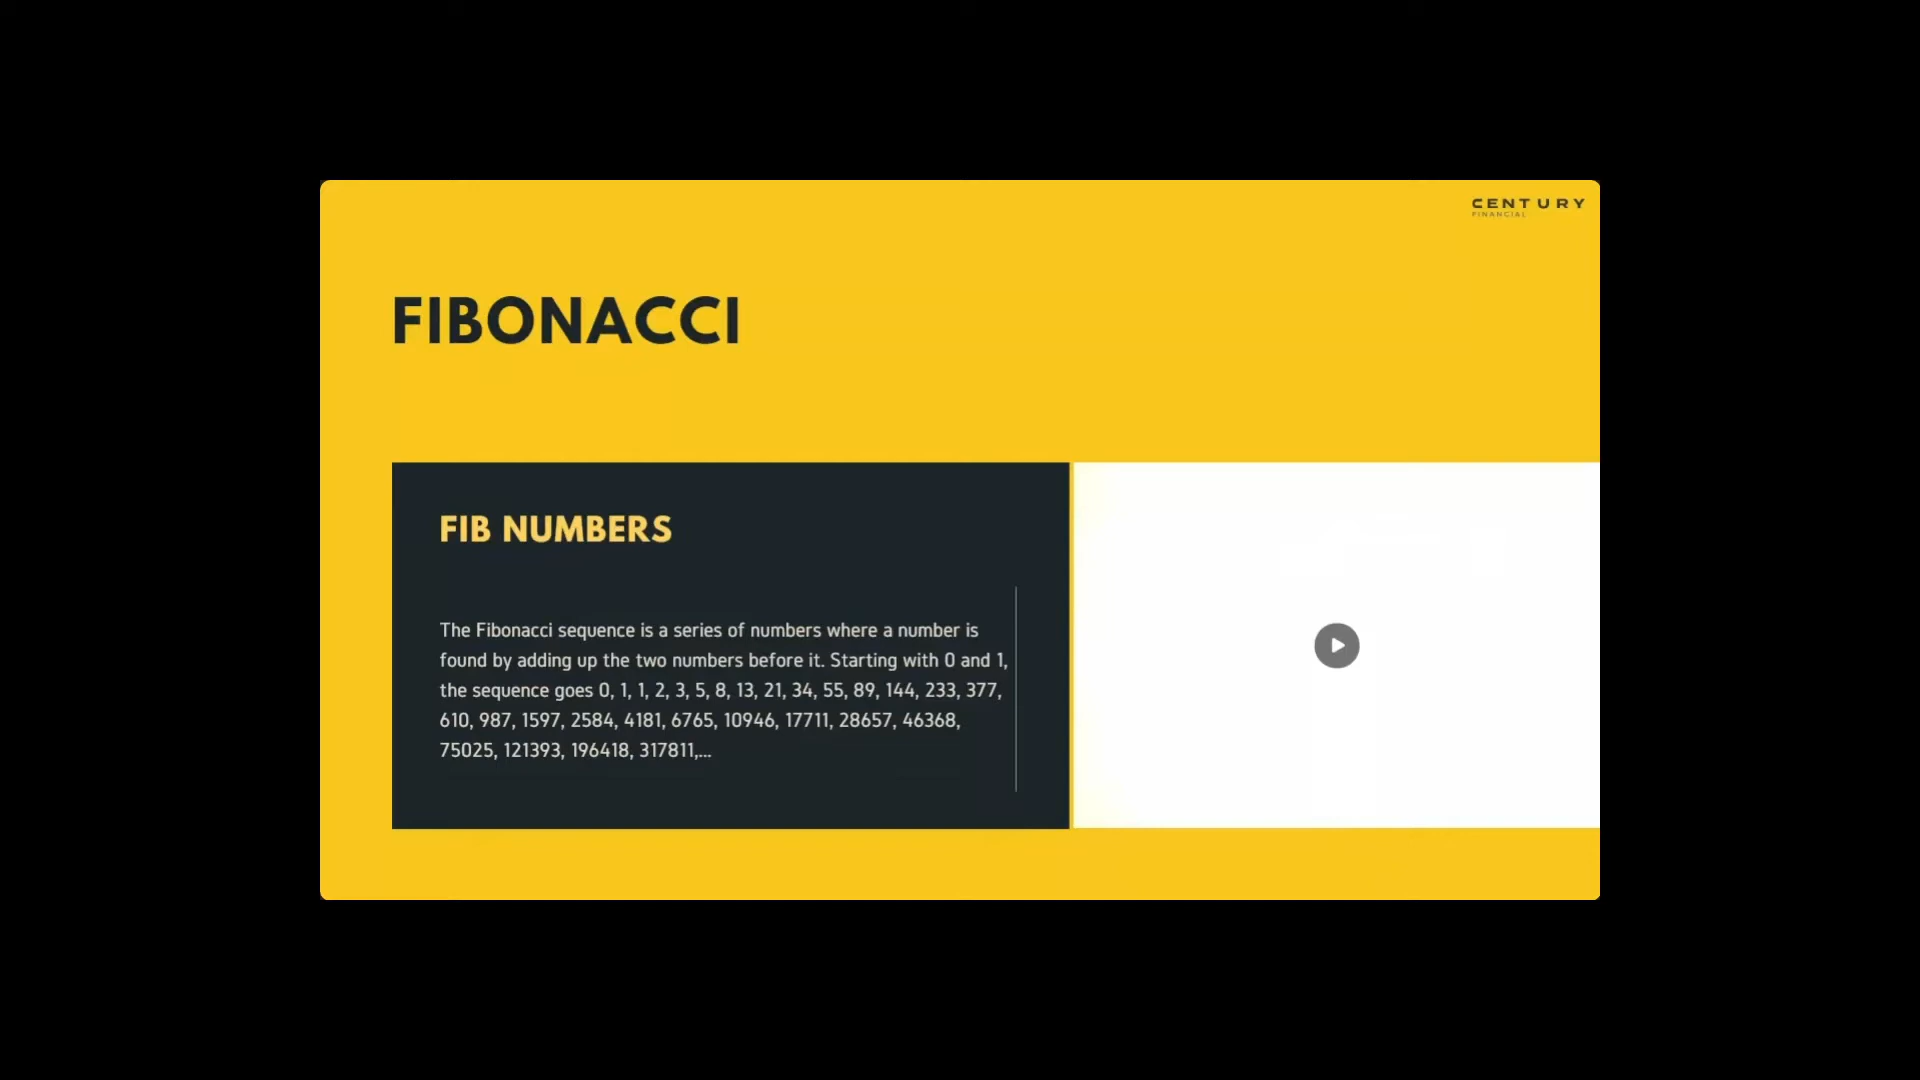 CENTURY
FINANCIAL
FIBONACCI
FIB NUMBERS
The Fibonacci sequence is a series of numbers where a number is
found by adding up the two numbers before it. Starting with 0 and 1,
the sequence goes 0, 1, 1, 2, 3, 5, 8, 13, 21, 34, 55, 89, 144, 233, 377,
610, 987, 1597, 2584, 4181, 6765, 10946, 17711, 28657, 46368,
75025, 121393, 196418, 317811,...